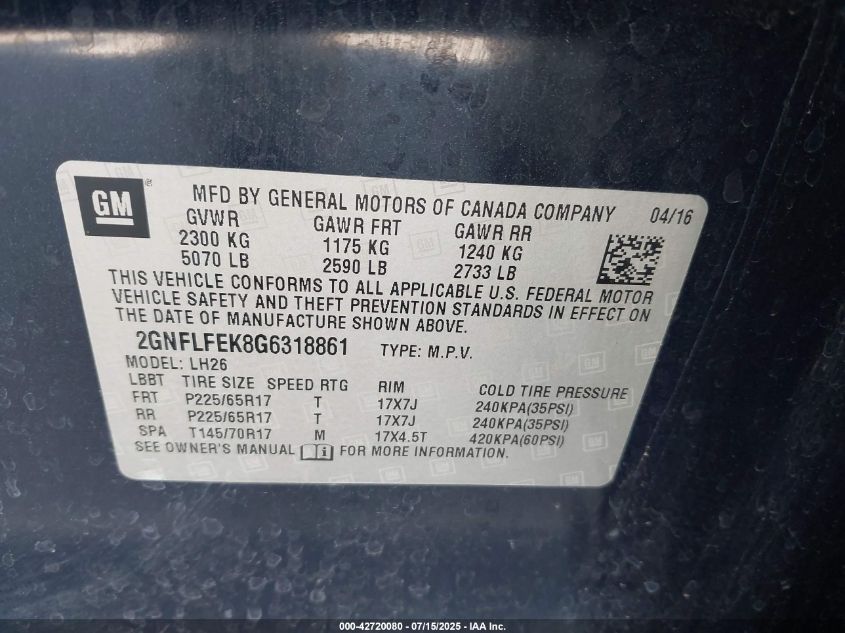 GM ® MFD BY GENERAL MOTORS OF CANADA COMPANY 04/16
GVWR GAWR FRT GAWR RR
2300 KG 1175 KG 1240 KG
5070 LB 2590 LB 2733 LB
THIS VEHICLE CONFORMS TO ALL APPLICABLE U.S. FEDERAL MOTOR
VEHICLE SAFETY AND THEFT PREVENTION STANDARDS IN EFFECT ON
THE DATE OF MANUFACTURE SHOWN ABOVE.
2GNFLFEK8G6318861 TYPE: M.P.V.
MODEL: LH26
LBBT TIRE SIZE SPEED RTG RIM COLD TIRE PRESSURE
FRT P225/65R17 T 17X7J 240KPA(35PSI)
RR P225/65R17 T 17X7J 240KPA(35PSI)
SPA T145/70R17 M 17X4.5T 420KPA(60PSI)
SEE OWNER'S MANUAL i FOR MORE INFORMATION.
000-42720080 - 07/15/2025 - IAA Inc.